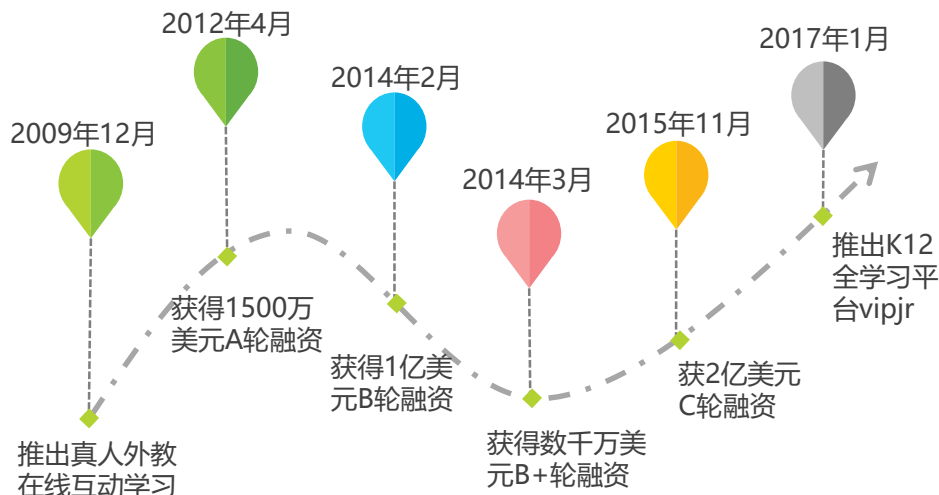 2009年12月
推出真人外教
在线互动学习
2012年4月
获得1500万
美元A轮融资
2014年2月
获得1亿美
元B轮融资
2014年3月
获得数千万美
元B+轮融资
2015年11月
获2亿美元
C轮融资
2017年1月
推出K12
全学习平
台vipjr